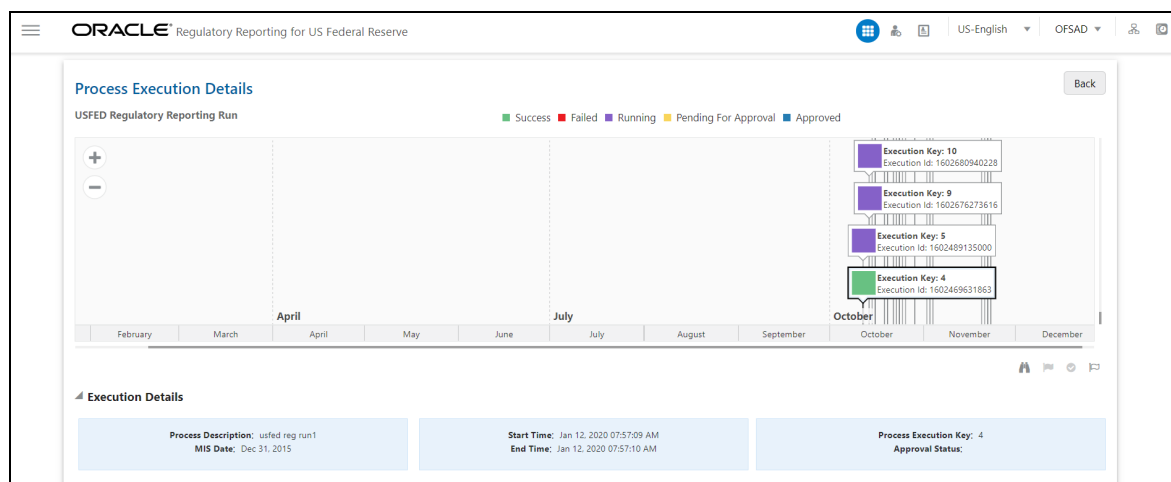 ORACLE® Regulatory Reporting for US Federal Reserve
US-English
OFSAD
Process Execution Details
Back
USFED Regulatory Reporting Run
Success Failed Running Pending For Approval Approved
Execution Key: 10
Execution Id: 1602680940228
Execution Key: 9
Execution Id: 1602676273616
Execution Key: 5
Execution Id: 1602489135000
Execution Key: 4
Execution Id: 1602469631863
April July October
February March April May June July August September October November December
Execution Details
Process Description: usfed reg run1
MIS Date: Dec 31, 2015
Start Time: Jan 12, 2020 07:57:09 AM
End Time: Jan 12, 2020 07:57:10 AM
Process Execution Key: 4
Approval Status: